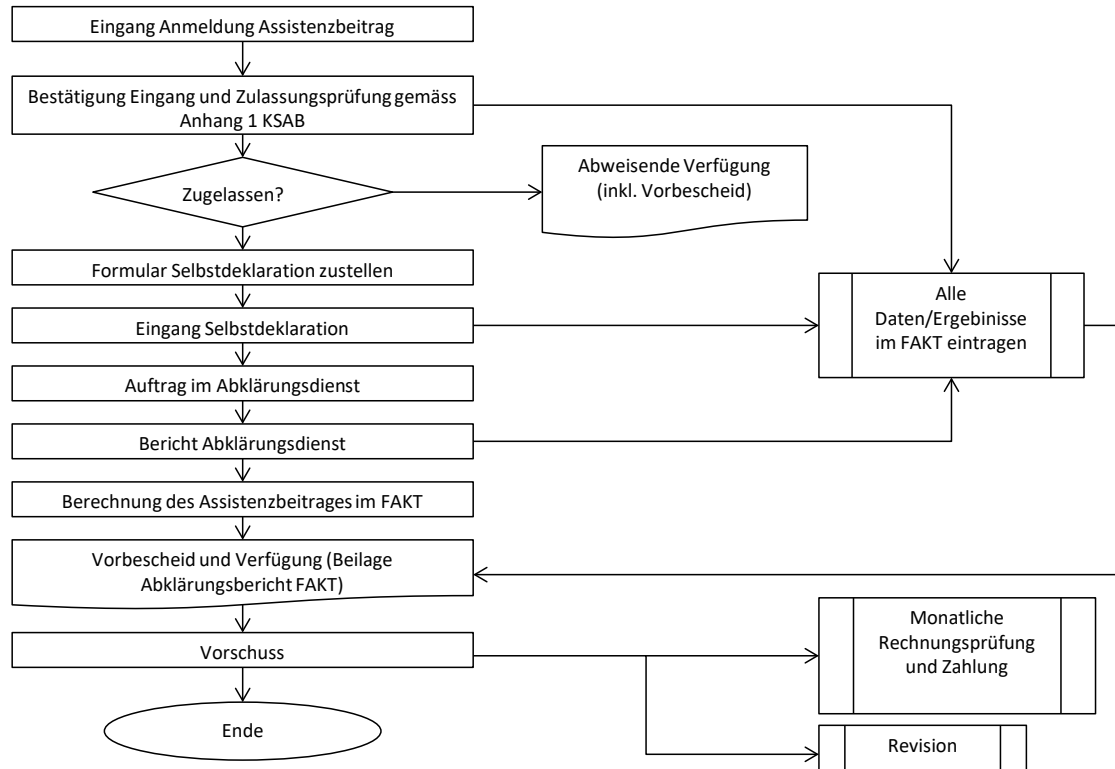 Eingang Anmeldung Assistenzbeitrag
Bestätigung Eingang und Zulassungsprüfung gemäss
Anhang 1 KSAB
Zugelassen?
Abweisende Verfügung
(inkl. Vorbescheid)
Formular Selbstdeklaration zustellen
Eingang Selbstdeklaration
Alle
Daten/Ergebinisse
im FAKT eintragen
Auftrag im Abklärungsdienst
Bericht Abklärungsdienst
Berechnung des Assistenzbeitrages im FAKT
Vorbescheid und Verfügung (Beilage
Abklärungsbericht FAKT)
Vorschuss
Monatliche
Rechnungsprüfung
und Zahlung
Ende
Revision